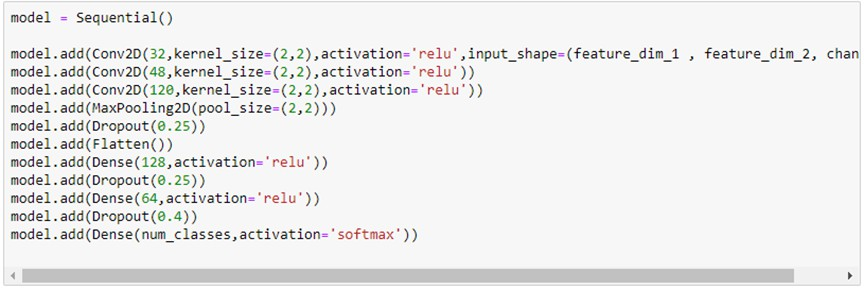 model = Sequential()
model.add(Conv2D(32,kernel_size=(2,2),activation='relu',input_shape=(feature_dim_1 , feature_dim_2, chan
model.add(Conv2D(48,kernel_size=(2,2),activation='relu'))
model.add(Conv2D(120,kernel_size=(2,2),activation='relu'))
model.add(MaxPooling2D(pool_size=(2,2)))
model.add(Dropout(0.25))
model.add(Flatten())
model.add(Dense(128,activation='relu'))
model.add(Dropout(0.25))
model.add(Dense(64,activation='relu'))
model.add(Dropout(0.4))
model.add(Dense(num_classes,activation='softmax'))